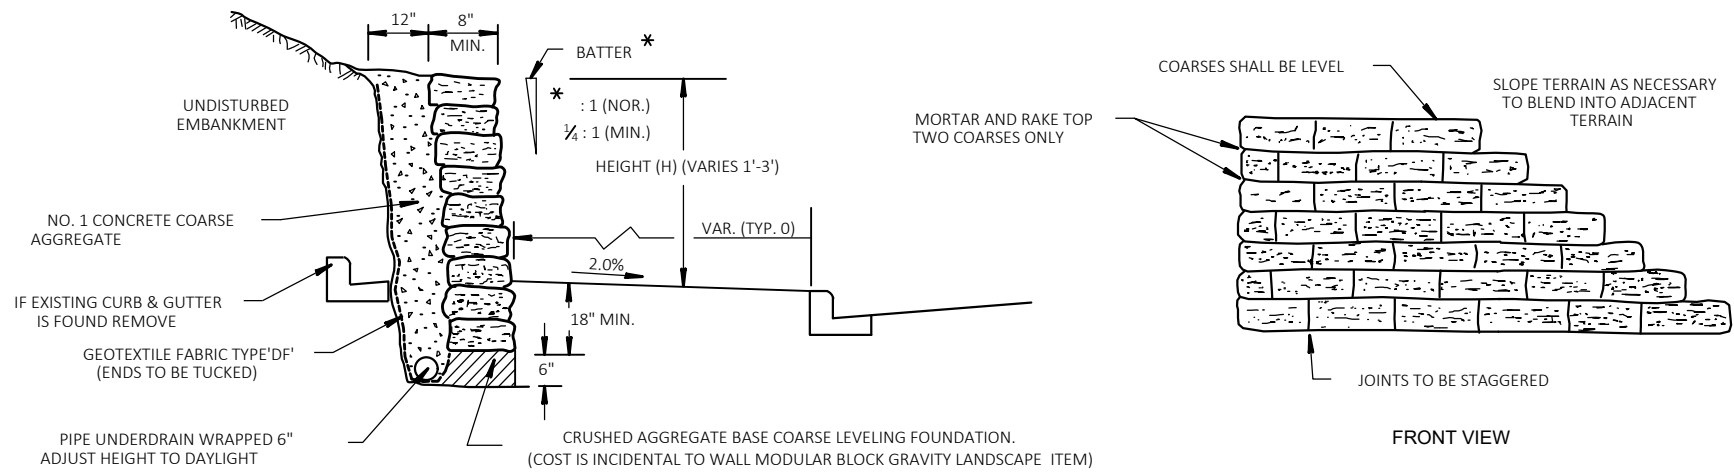 12"
8"
MIN.
BATTER *
UNDISTURBED
EMBANKMENT
*
: 1 (NOR.)
¼ : 1 (MIN.)
HEIGHT (H) (VARIES 1'-3')
NO. 1 CONCRETE COARSE
AGGREGATE
VAR. (TYP. 0)
2.0%
IF EXISTING CURB & GUTTER
IS FOUND REMOVE
18" MIN.
GEOTEXTILE FABRIC TYPE'DF'
(ENDS TO BE TUCKED)
6"
PIPE UNDERDRAIN WRAPPED 6"
ADJUST HEIGHT TO DAYLIGHT
CRUSHED AGGREGATE BASE COARSE LEVELING FOUNDATION.
(COST IS INCIDENTAL TO WALL MODULAR BLOCK GRAVITY LANDSCAPE ITEM)
COARSES SHALL BE LEVEL
SLOPE TERRAIN AS NECESSARY
TO BLEND INTO ADJACENT
TERRAIN
MORTAR AND RAKE TOP
TWO COARSES ONLY
JOINTS TO BE STAGGERED
FRONT VIEW